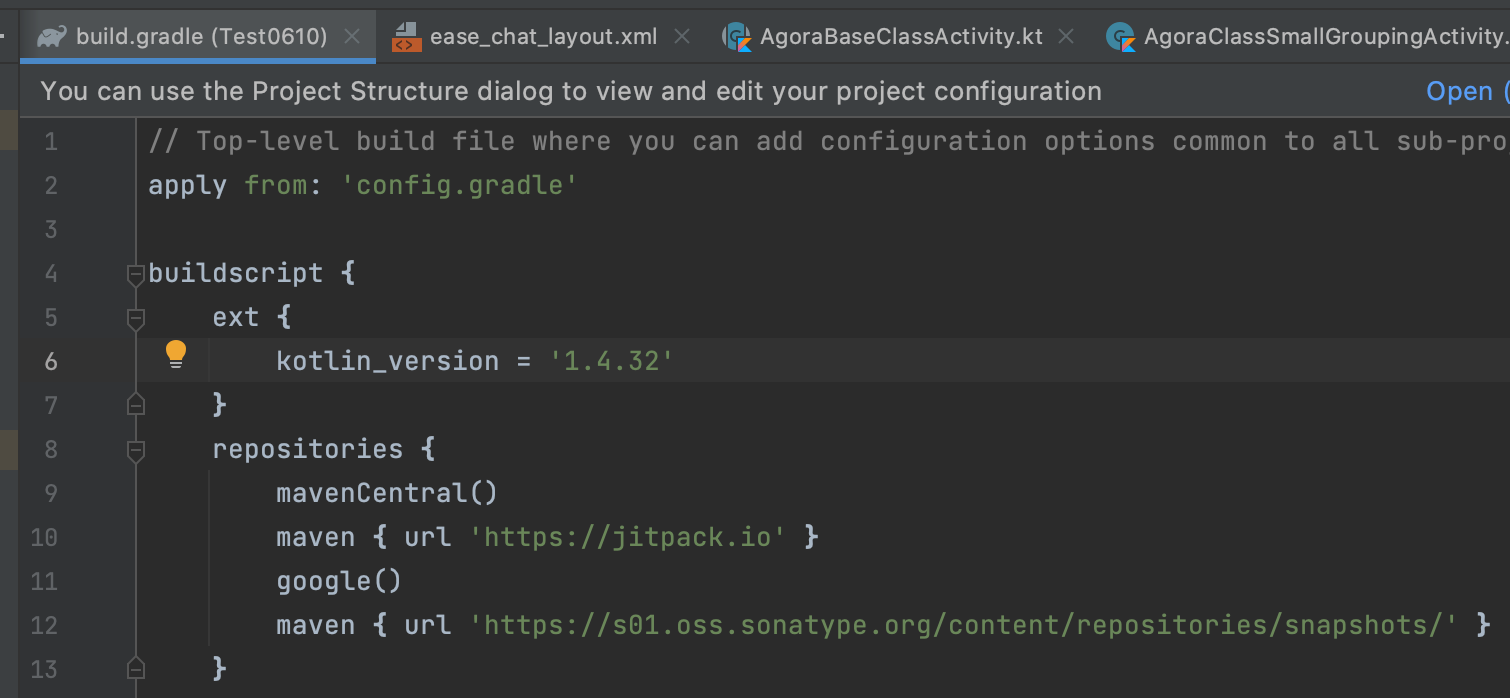 build.gradle (Test0610) ease_chat_layout.xml AgoraBaseClassActivity.kt AgoraClassSmallGroupingActivity.
You can use the Project Structure dialog to view and edit your project configuration Open (
1 // Top-level build file where you can add configuration options common to all sub-pro
2 apply from: 'config.gradle'
3
4 buildscript {
5 ext {
6 kotlin_version = '1.4.32'
7 }
8 repositories {
9 mavenCentral()
10 maven { url 'https://jitpack.io' }
11 google()
12 maven { url 'https://s01.oss.sonatype.org/content/repositories/snapshots/' }
13 }